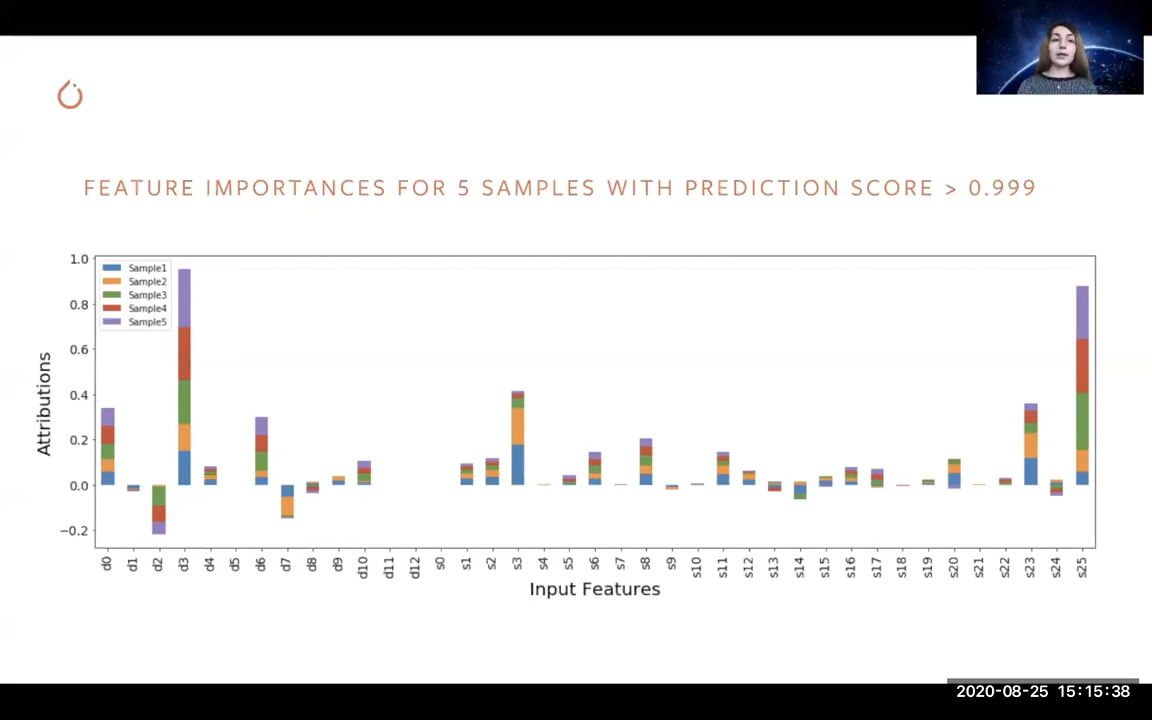 FEATURE IMPORTANCES FOR 5 SAMPLES WITH PREDICTION SCORE > 0.999
1.0
0.8
0.6
0.4
0.2
0.0
−0.2
Attributions
Sample1
Sample2
Sample3
Sample4
Sample5
d0 d1 d2 d3 d4 d5 d6 d7 d8 d9 d10 d11 d12 s0 s1 s2 s3 s4 s5 s6 s7 s8 s9 s10 s11 s12 s13 s14 s15 s16 s17 s18 s19 s20 s21 s22 s23 s24 s25
Input Features
2020-08-25 15:15:38